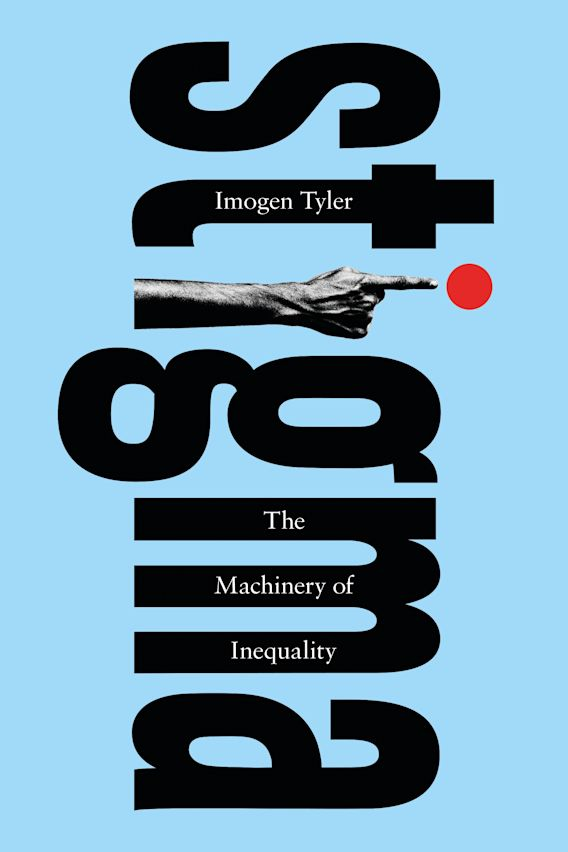 stigma
Imogen Tyler
The
Machinery of
Inequality